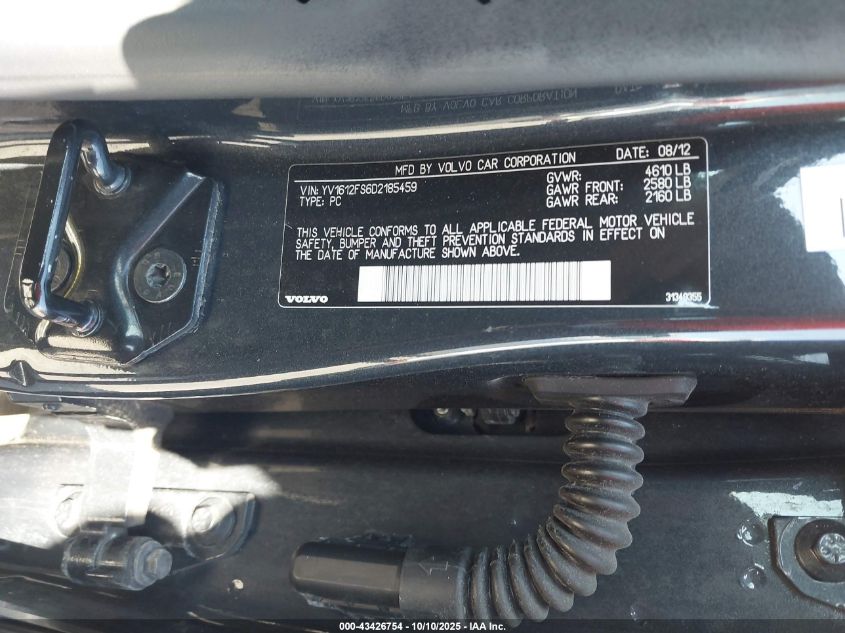 MFD BY VOLVO CAR CORPORATION DATE: 08/12
VIN: YV1612FS6D2185459 GVWR: 4610 LB
TYPE: PC GAWR FRONT: 2580 LB
GAWR REAR: 2160 LB
THIS VEHICLE CONFORMS TO ALL APPLICABLE FEDERAL MOTOR VEHICLE
SAFETY, BUMPER AND THEFT PREVENTION STANDARDS IN EFFECT ON
THE DATE OF MANUFACTURE SHOWN ABOVE.
VOLVO 31340355
000-43426754 - 10/10/2025 - IAA Inc.